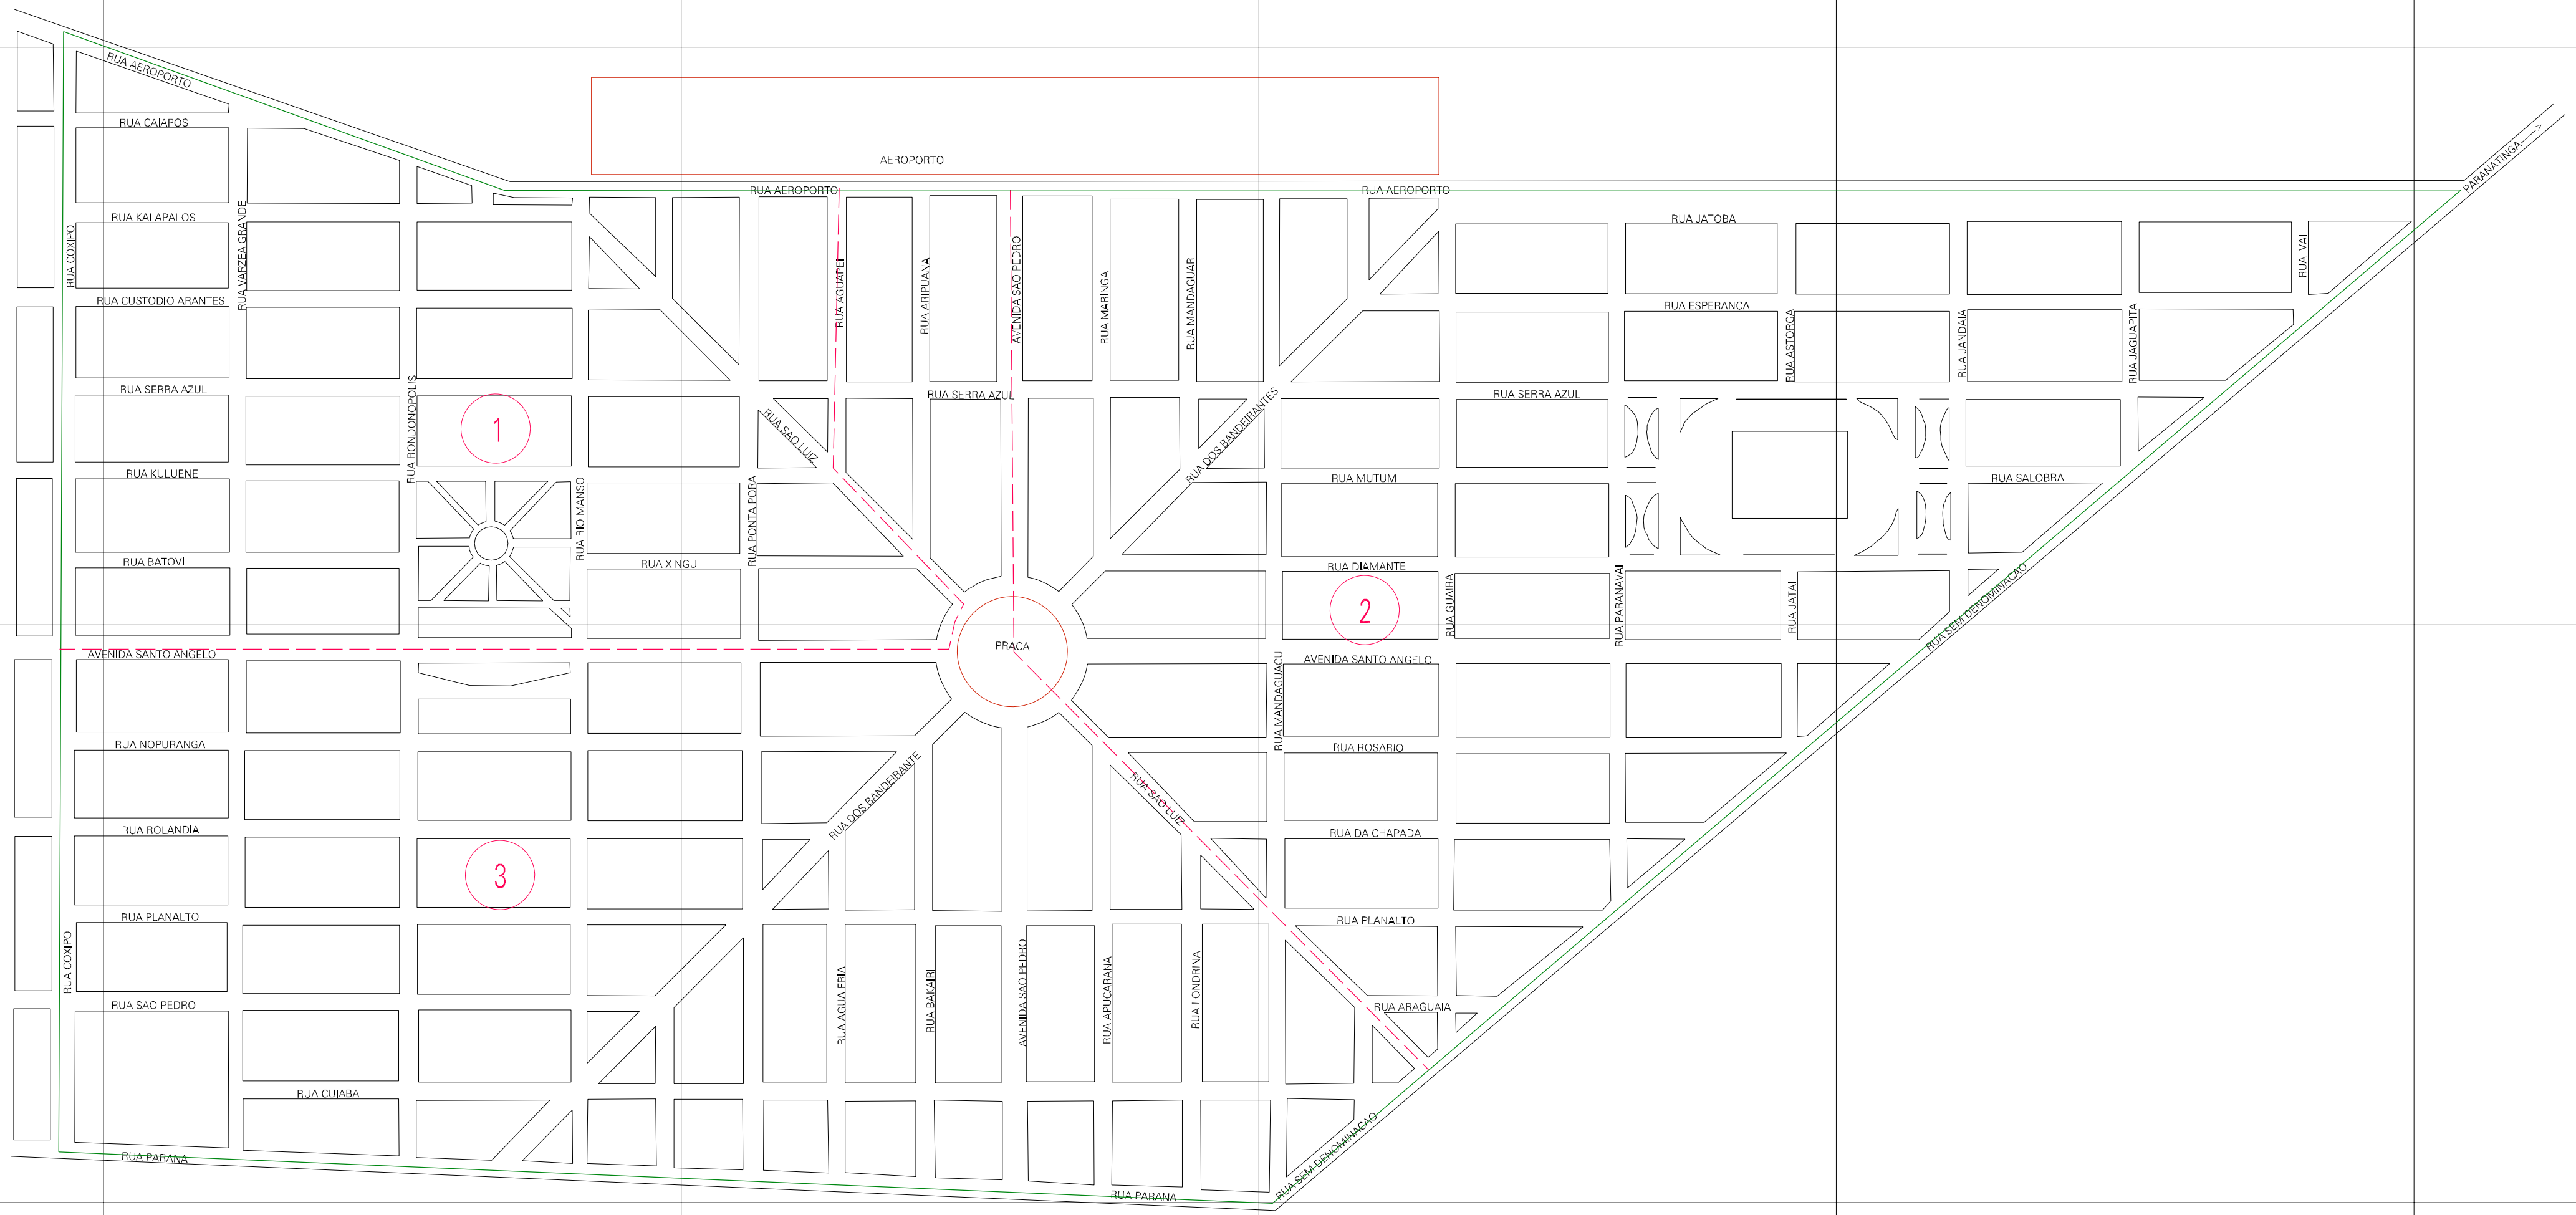 RUA AEROPORTO
RUA CAIAPOS
AEROPORTO
RUA AEROPORTO
RUA AEROPORTO
PARANATINGA
RUA KALAPALOS
RUA JATOBA
RUA COXIPO
RUA VARZEA GRANDE
RUA AGUAPEI
RUA ARIPUANA
AVENIDA SAO PEDRO
RUA MARINGA
RUA MANDAGUARI
RUA IVAI
RUA CUSTODIO ARANTES
RUA ESPERANCA
RUA ASTORGA
RUA JANDAIA
RUA JAGUAPITA
RUA SERRA AZUL
RUA SERRA AZUL
RUA SERRA AZUL
RUA RONDONOPOLIS
1
RUA SAO LUIZ
RUA DOS BANDEIRANTES
RUA KULUENE
RUA MUTUM
RUA SALOBRA
RUA RIO MANSO
RUA PONTA PORA
RUA BATOVI
RUA XINGU
RUA DIAMANTE
2
RUA GUAIRA
RUA PARANAVAI
RUA JATAI
RUA SEM DENOMINACAO
PRACA
AVENIDA SANTO ANGELO
AVENIDA SANTO ANGELO
RUA MANDAGUACU
RUA NOPURANGA
RUA ROSARIO
RUA DOS BANDEIRANTE
RUA SAO LUIZ
RUA ROLANDIA
RUA DA CHAPADA
3
RUA PLANALTO
RUA PLANALTO
RUA COXIPO
RUA AGUA FRIA
RUA BAKAIRI
AVENIDA SAO PEDRO
RUA APUCARANA
RUA LONDRINA
RUA SAO PEDRO
RUA ARAGUAIA
RUA CUIABA
RUA SEM DENOMINACAO
RUA PARANA
RUA PARANA